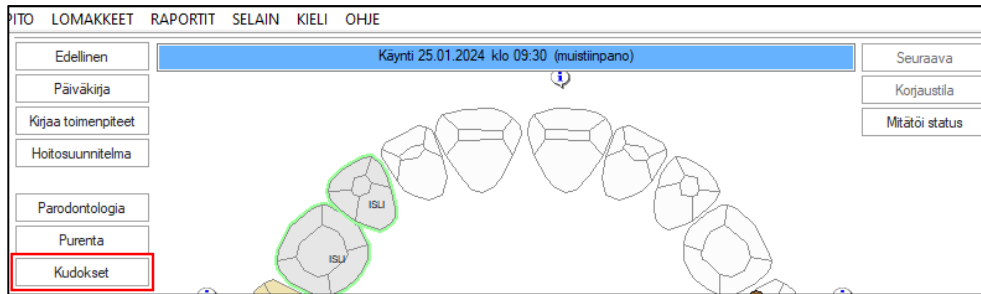 PITO LOMAKKEET RAPORTIT SELAIN KIELI OHJE
Edellinen
Käynti 25.01.2024 klo 09:30 (muistiinpano)
Seuraava
Päiväkirja
Korjaustila
Kirjaa toimenpiteet
Mitätöi status
Hoitosuunnitelma
Parodontologia
ISLI
Purenta
ISLI
Kudokset